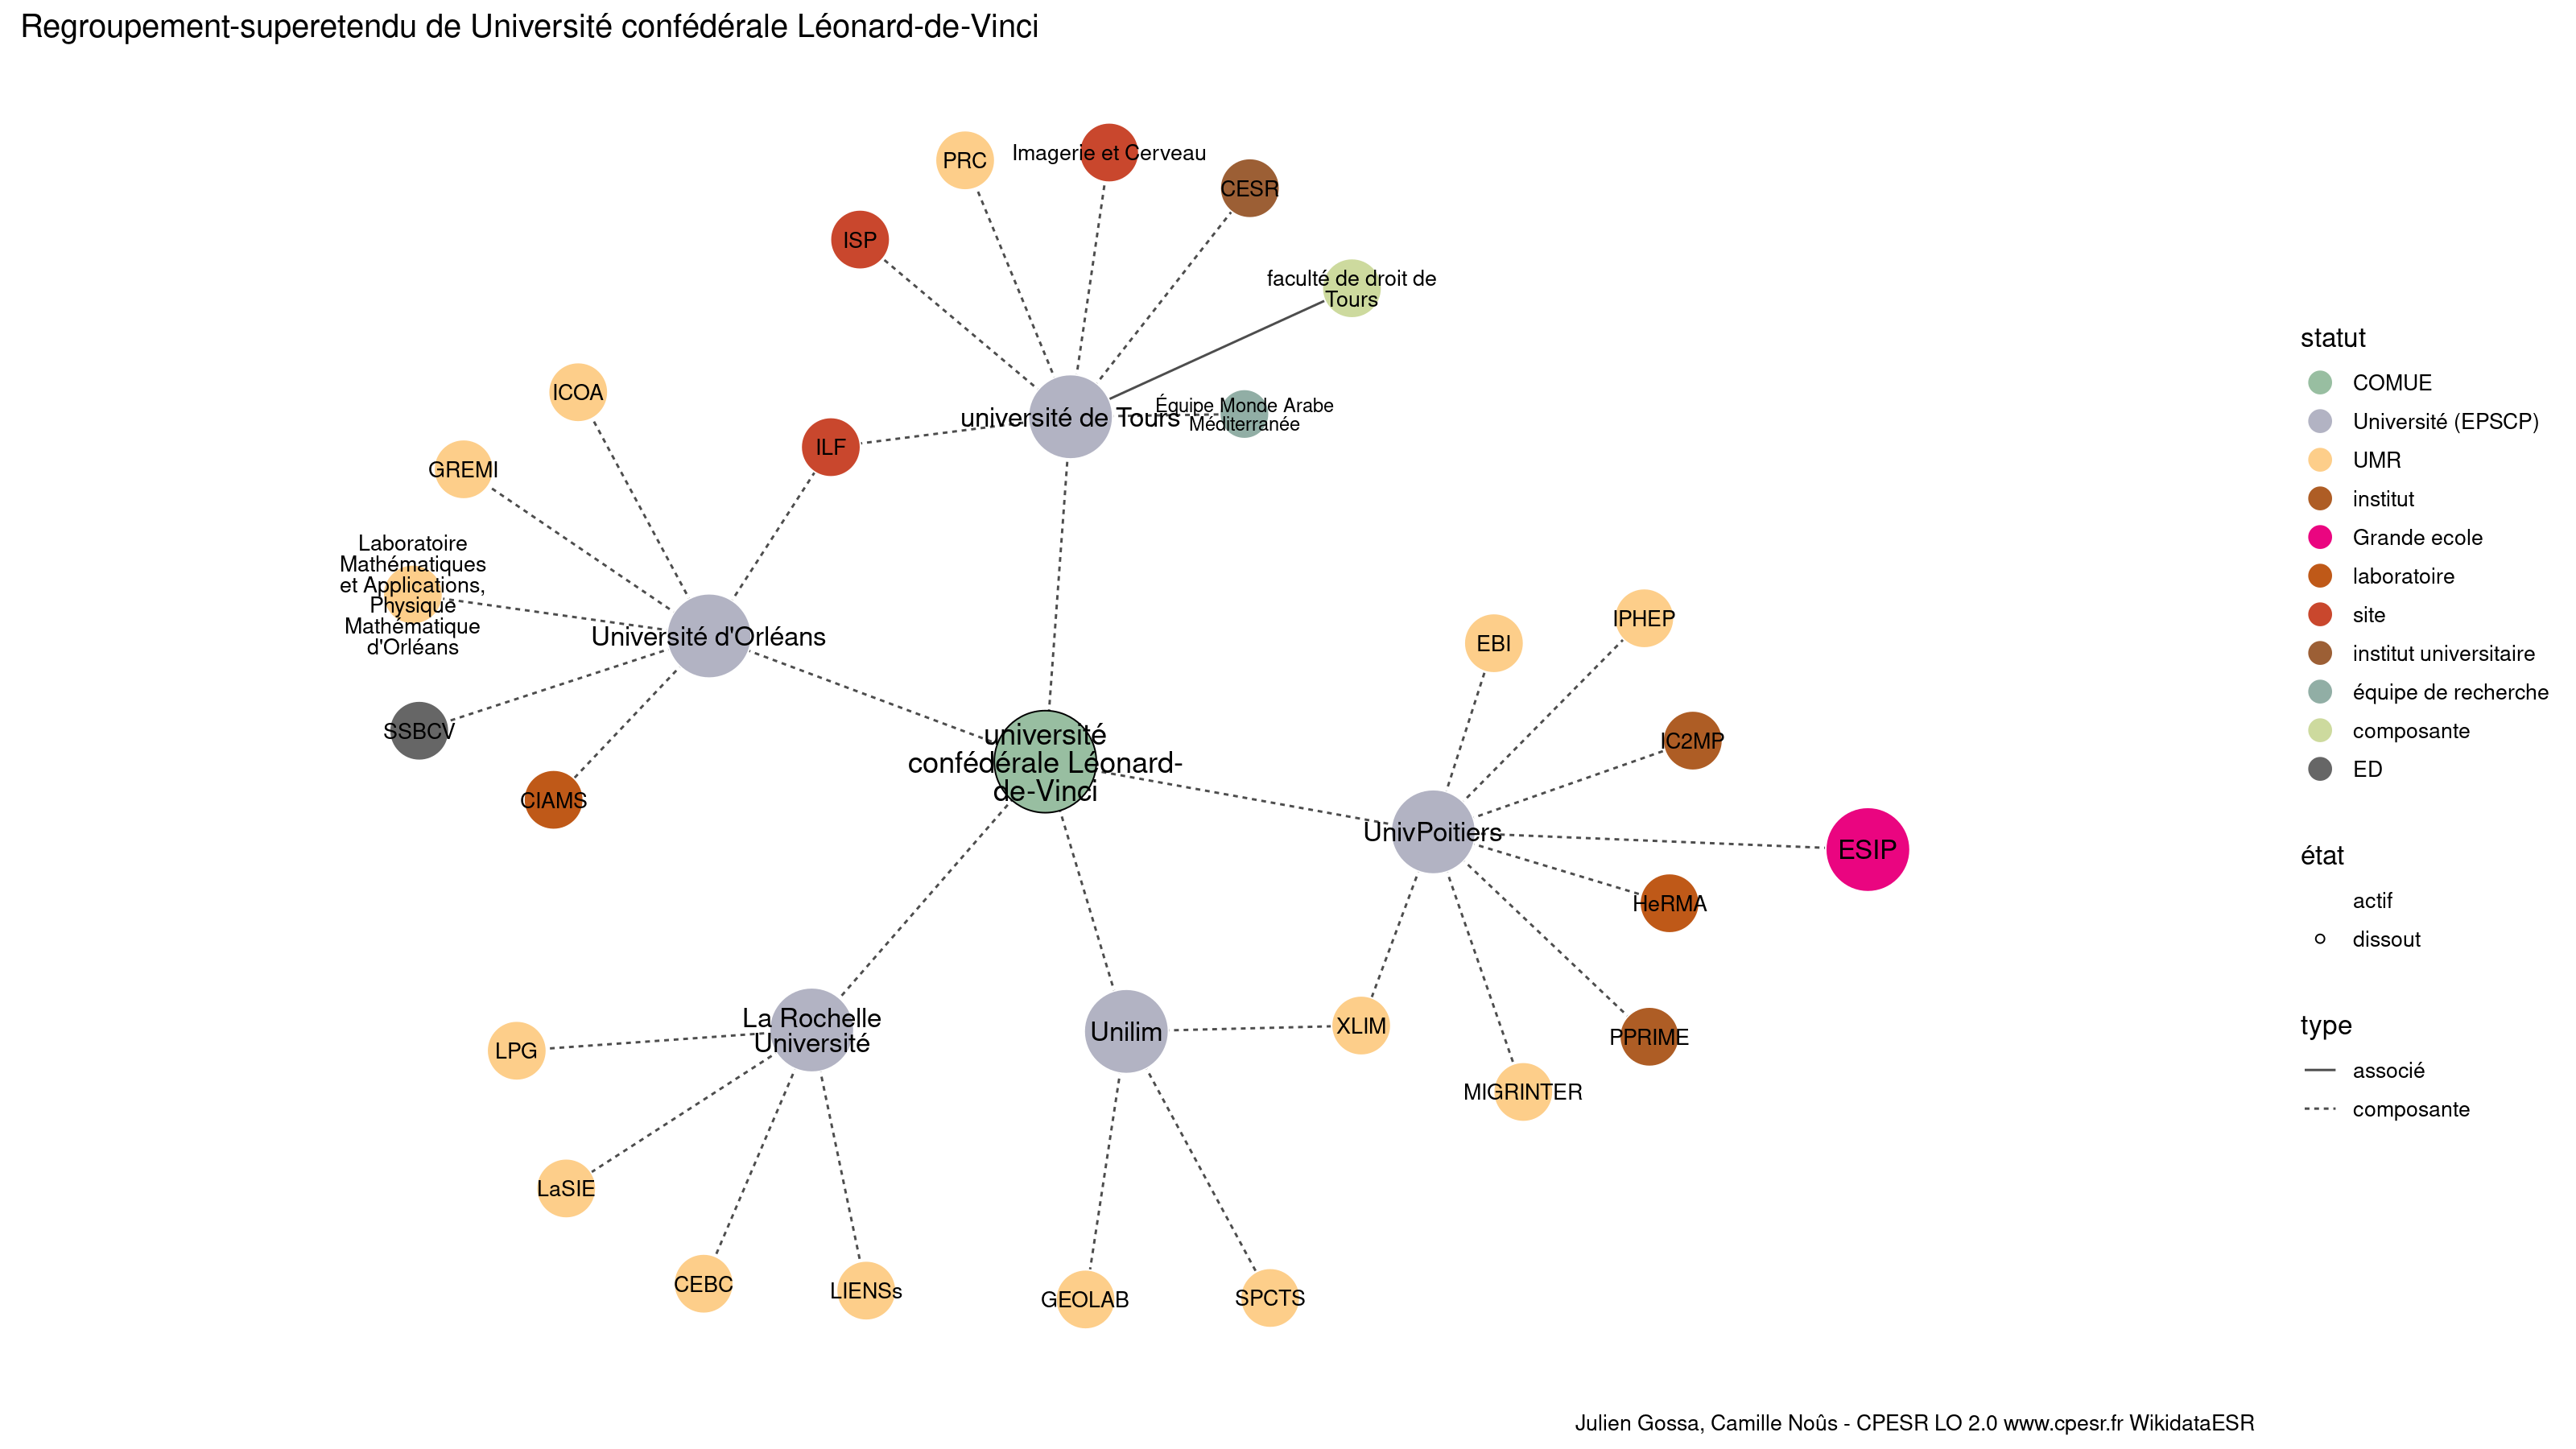 Regroupement-superetendu de Université confédérale Léonard-de-Vinci
PRC
Imagerie et Cerveau
CESR
ISP
faculté de droit de
Tours
ICOA
université de Tours
Équipe Monde Arabe
Méditerranée
ILF
GREMI
Laboratoire
Mathématiques
et Applications,
Physique
Mathématique
d'Orléans
Université d'Orléans
SSBCV
CIAMS
université
confédérale Léonard-
de-Vinci
EBI
IPHEP
IC2MP
UnivPoitiers
ESIP
HeRMA
PPRIME
MIGRINTER
XLIM
Unilim
La Rochelle
Université
LPG
LaSIE
CEBC
LIENSs
GEOLAB
SPCTS
statut
COMUE
Université (EPSCP)
UMR
institut
Grande ecole
laboratoire
site
institut universitaire
équipe de recherche
composante
ED
état
actif
dissout
type
associé
composante
Julien Gossa, Camille Noûs - CPESR LO 2.0 www.cpesr.fr WikidataESR